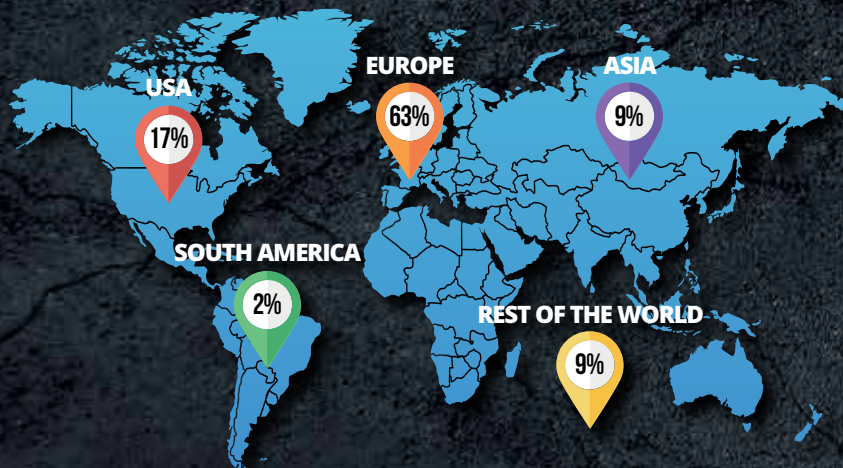 USA
17%
EUROPE
63%
ASIA
9%
SOUTH AMERICA
2%
REST OF THE WORLD
9%